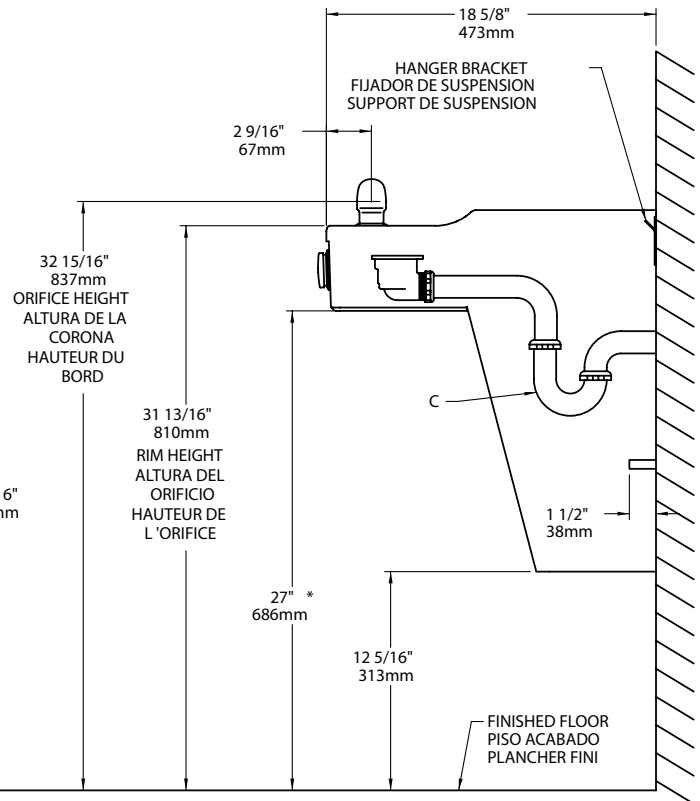 18 5/8"
473mm
HANGER BRACKET
FIJADOR DE SUSPENSION
SUPPORT DE SUSPENSION
2 9/16"
67mm
32 15/16"
837mm
ORIFICE HEIGHT
ALTURA DE LA
CORONA
HAUTEUR DU
BORD
31 13/16"
810mm
RIM HEIGHT
ALTURA DEL
ORIFICIO
HAUTEUR DE
L 'ORIFICE
C
6"
m
1 1/2"
38mm
27" *
686mm
12 5/16"
313mm
FINISHED FLOOR
PISO ACABADO
PLANCHER FINI